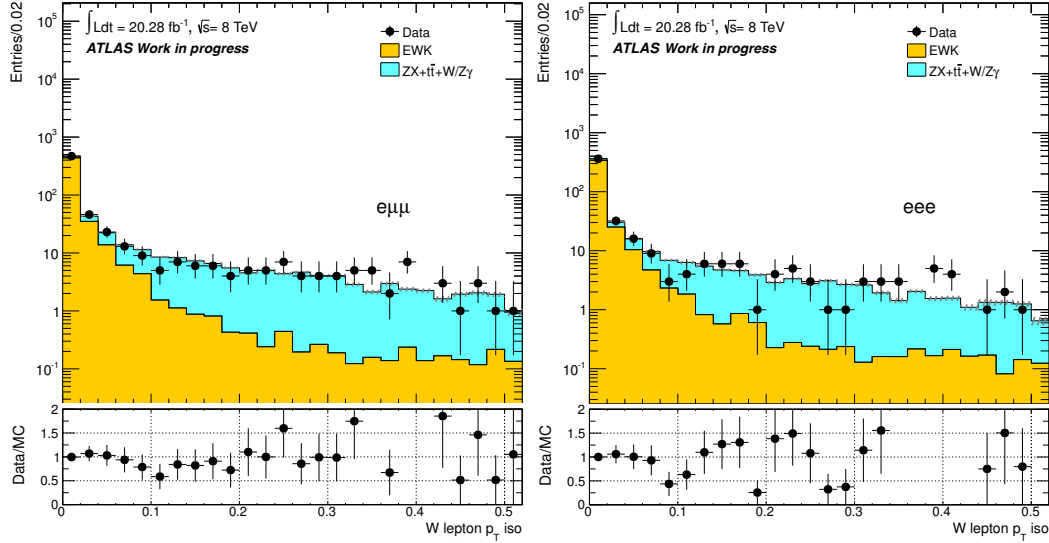 ∫Ldt = 20.28 fb⁻¹, √s= 8 TeV
ATLAS Work in progress
Data
EWK
ZX+tt̄+W/Zγ
eμμ
Entries/0.02
10⁵
10⁴
10³
10²
10
1
10⁻¹
Data/MC
2
1.5
1
0.5
0
0 0.1 0.2 0.3 0.4 0.5
W lepton p_T iso
∫Ldt = 20.28 fb⁻¹, √s= 8 TeV
ATLAS Work in progress
Data
EWK
ZX+tt̄+W/Zγ
eee
Entries/0.02
10⁵
10⁴
10³
10²
10
1
10⁻¹
Data/MC
2
1.5
1
0.5
0
0 0.1 0.2 0.3 0.4 0.5
W lepton p_T iso